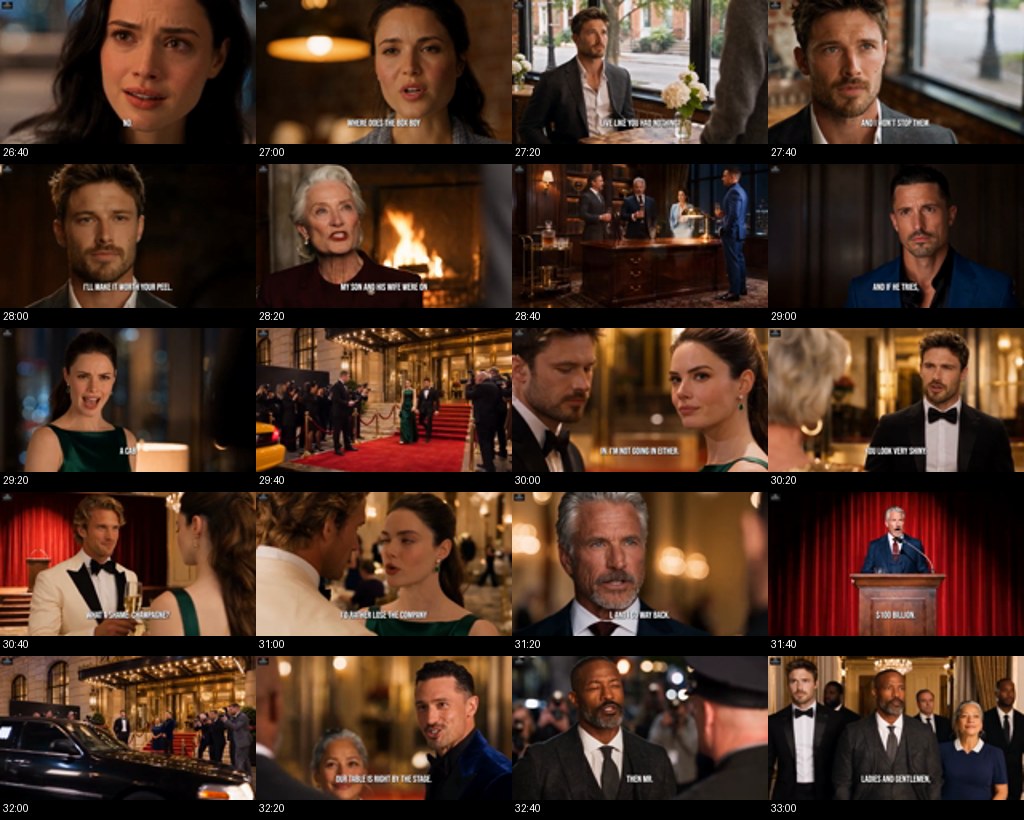 NO.
26:40
WHERE DOES THE BOX BOY
27:00
LIVE LIKE YOU HAD NOTHING?
27:20
AND I WON'T STOP THEM.
27:40
I'LL MAKE IT WORTH YOUR PEEL.
28:00
MY SON AND HIS WIFE WERE ON
28:20
28:40
AND IF HE TRIES,
29:00
A CAB
29:20
29:40
IN. I'M NOT GOING IN EITHER.
30:00
YOU LOOK VERY SHINY.
30:20
WHAT A SHAME. CHAMPAGNE?
30:40
I'D RATHER LOSE THE COMPANY
31:00
WAY BACK.
31:20
$100 BILLION.
31:40
32:00
OUR TABLE IS RIGHT BY THE STAGE.
32:20
THEN MR.
32:40
LADIES AND GENTLEMEN,
33:00